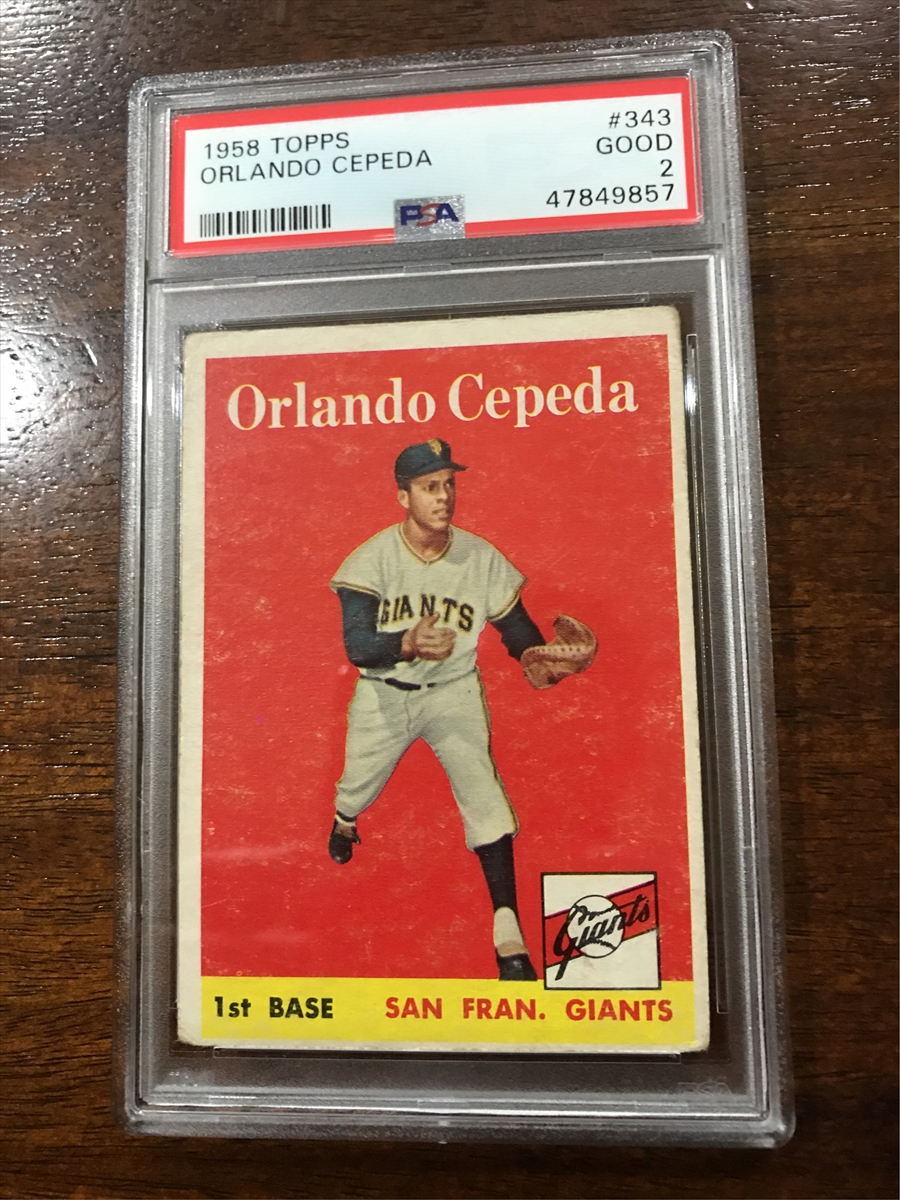 1958 TOPPS
ORLANDO CEPEDA
#343
GOOD
2
47849857
PSA
Orlando Cepeda
GIANTS
Giants
1st BASE SAN FRAN. GIANTS